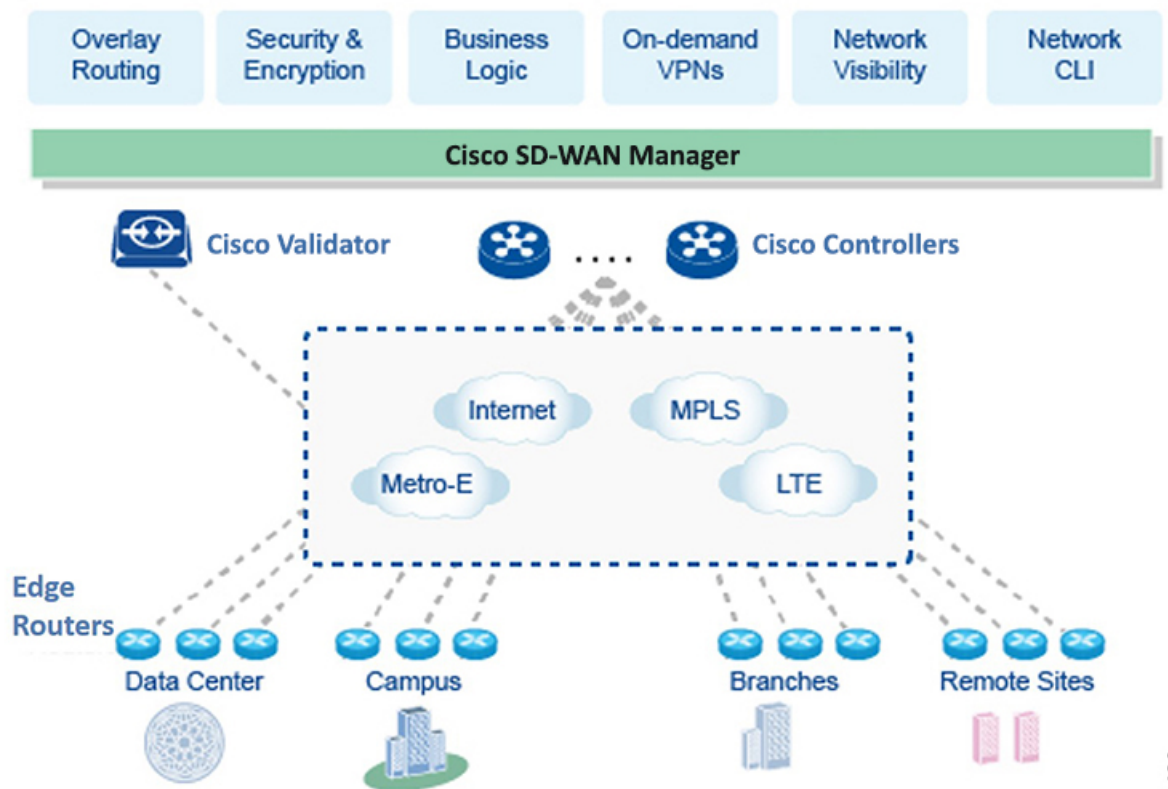 Overlay
Routing
Security &
Encryption
Business
Logic
On-demand
VPNs
Network
Visibility
Network
CLI
Cisco SD-WAN Manager
Cisco Validator
Cisco Controllers
Internet
MPLS
Metro-E
LTE
Edge
Routers
Data Center
Campus
Branches
Remote Sites